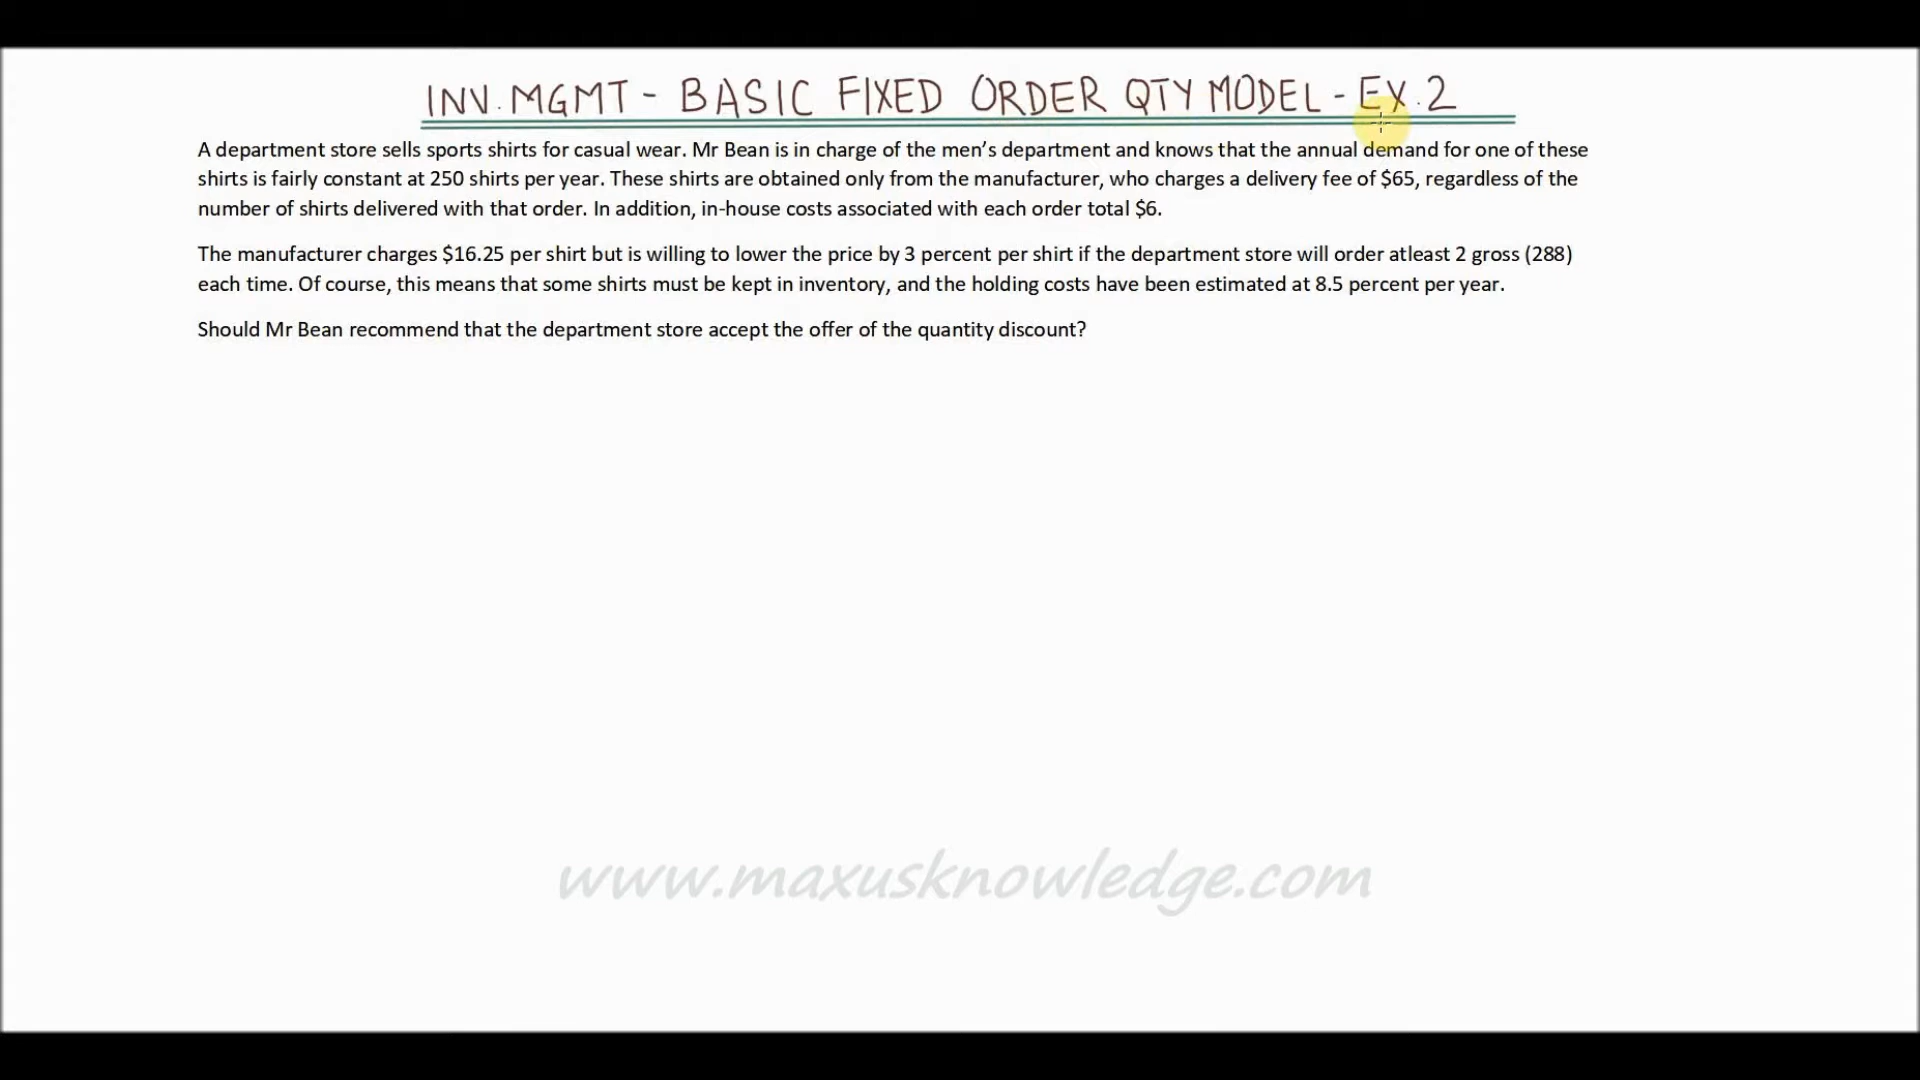 INV. MGMT - BASIC FIXED ORDER QTY MODEL - EX.2
A department store sells sports shirts for casual wear. Mr Bean is in charge of the men's department and knows that the annual demand for one of these
shirts is fairly constant at 250 shirts per year. These shirts are obtained only from the manufacturer, who charges a delivery fee of $65, regardless of the
number of shirts delivered with that order. In addition, in-house costs associated with each order total $6.
The manufacturer charges $16.25 per shirt but is willing to lower the price by 3 percent per shirt if the department store will order atleast 2 gross (288)
each time. Of course, this means that some shirts must be kept in inventory, and the holding costs have been estimated at 8.5 percent per year.
Should Mr Bean recommend that the department store accept the offer of the quantity discount?
www.maxusknowledge.com